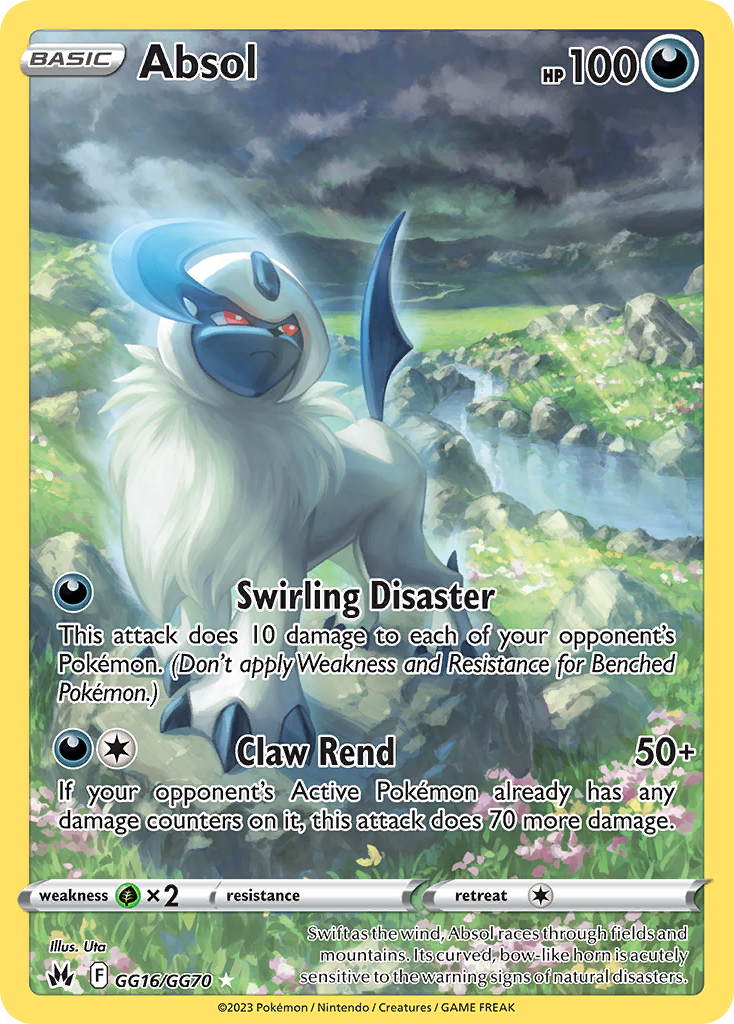 BASIC Absol HP 100
Swirling Disaster
This attack does 10 damage to each of your opponent's
Pokémon. (Don't apply Weakness and Resistance for Benched
Pokémon.)
Claw Rend 50+
If your opponent's Active Pokémon already has any
damage counters on it, this attack does 70 more damage.
weakness ×2 resistance retreat
Swift as the wind, Absol races through fields and
mountains. Its curved, bow-like horn is acutely
sensitive to the warning signs of natural disasters.
Illus. Uta
F GG16/GG70 ★
©2023 Pokémon / Nintendo / Creatures / GAME FREAK